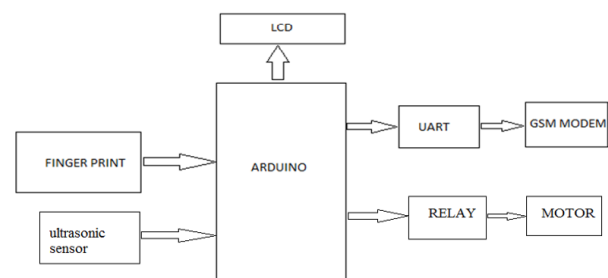 LCD
UART
GSM MODEM
FINGER PRINT
ARDUINO
ultrasonic
sensor
RELAY
MOTOR